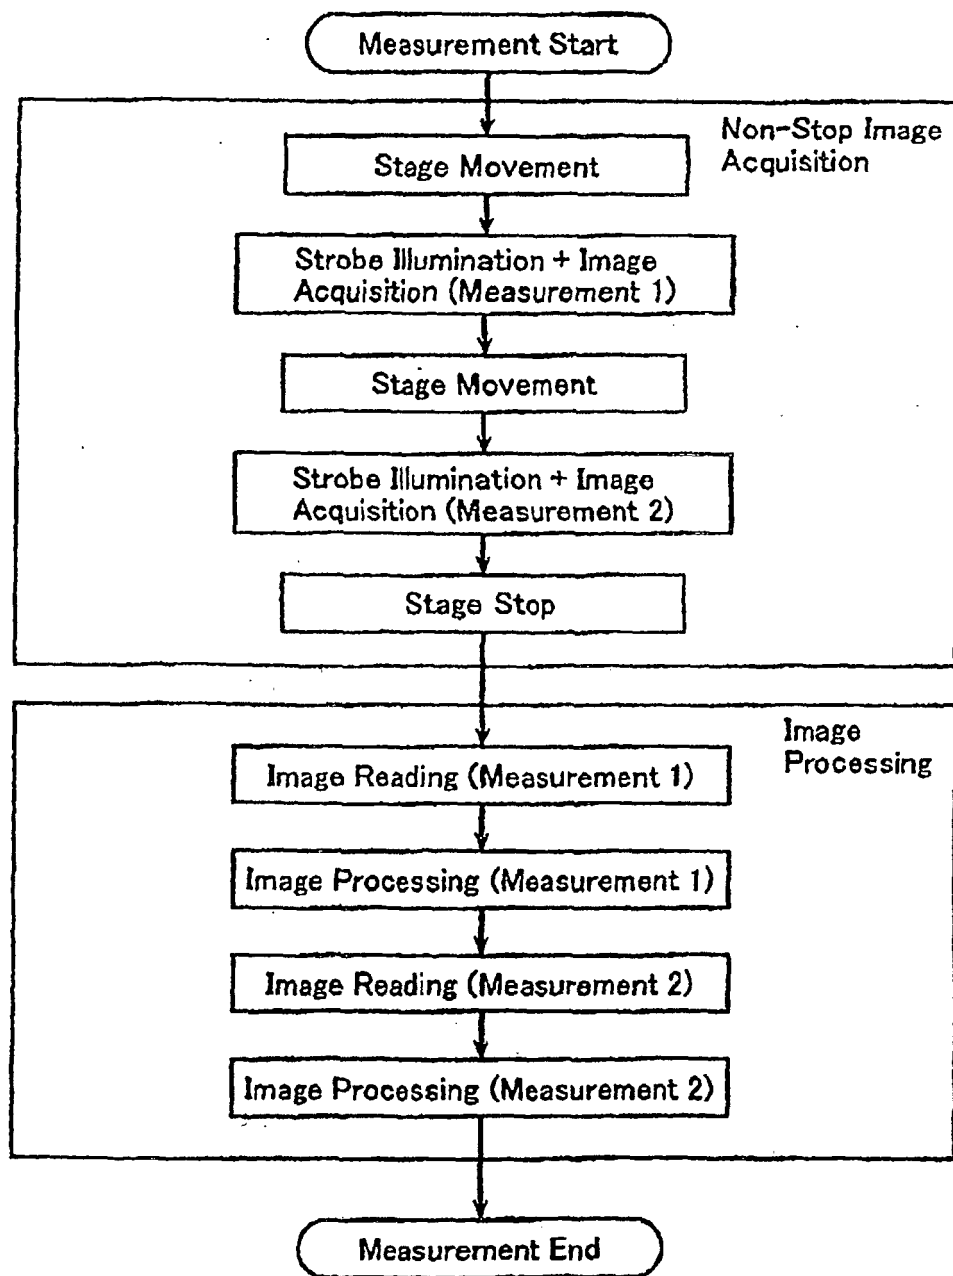 Measurement Start
Non-Stop Image
Acquisition
Stage Movement
Strobe Illumination + Image
Acquisition (Measurement 1)
Stage Movement
Strobe Illumination + Image
Acquisition (Measurement 2)
Stage Stop
Image
Processing
Image Reading (Measurement 1)
Image Processing (Measurement 1)
Image Reading (Measurement 2)
Image Processing (Measurement 2)
Measurement End